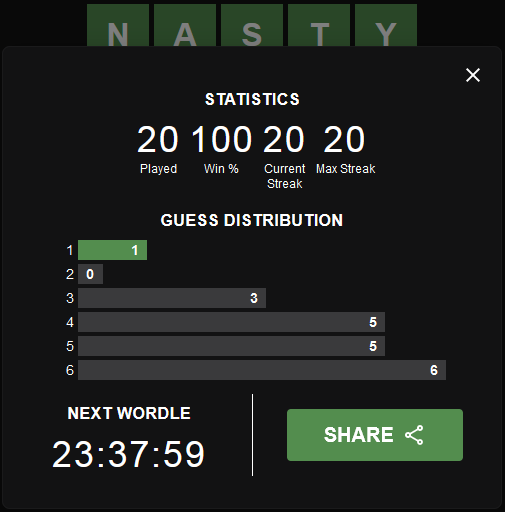 N A S T Y
STATISTICS
20 100 20 20
Played Win % Current Streak Max Streak
GUESS DISTRIBUTION
1 1
2 0
3 3
4 5
5 5
6 6
NEXT WORDLE
23:37:59
SHARE